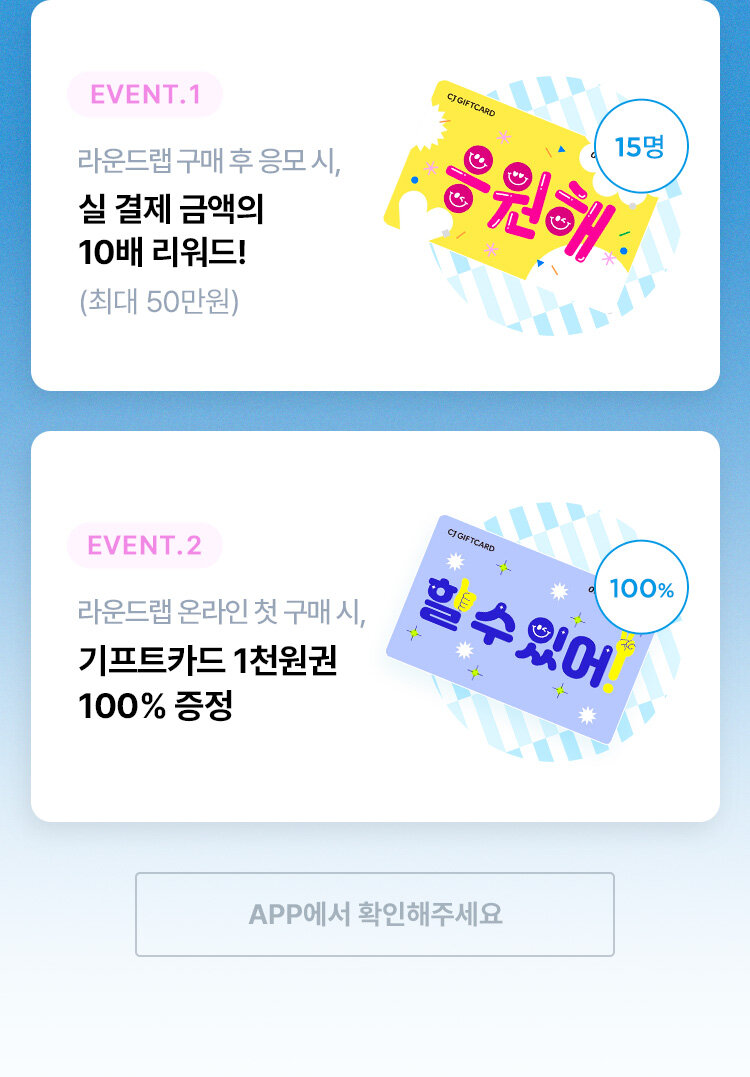 EVENT.1
라운드랩 구매 후 응모 시,
실 결제 금액의
10배 리워드!
(최대 50만원)
CJ GIFTCARD
응원해
15명
EVENT.2
라운드랩 온라인 첫 구매 시,
기프트카드 1천원권
100% 증정
CJ GIFTCARD
할 수 있어!
100%
APP에서 확인해주세요